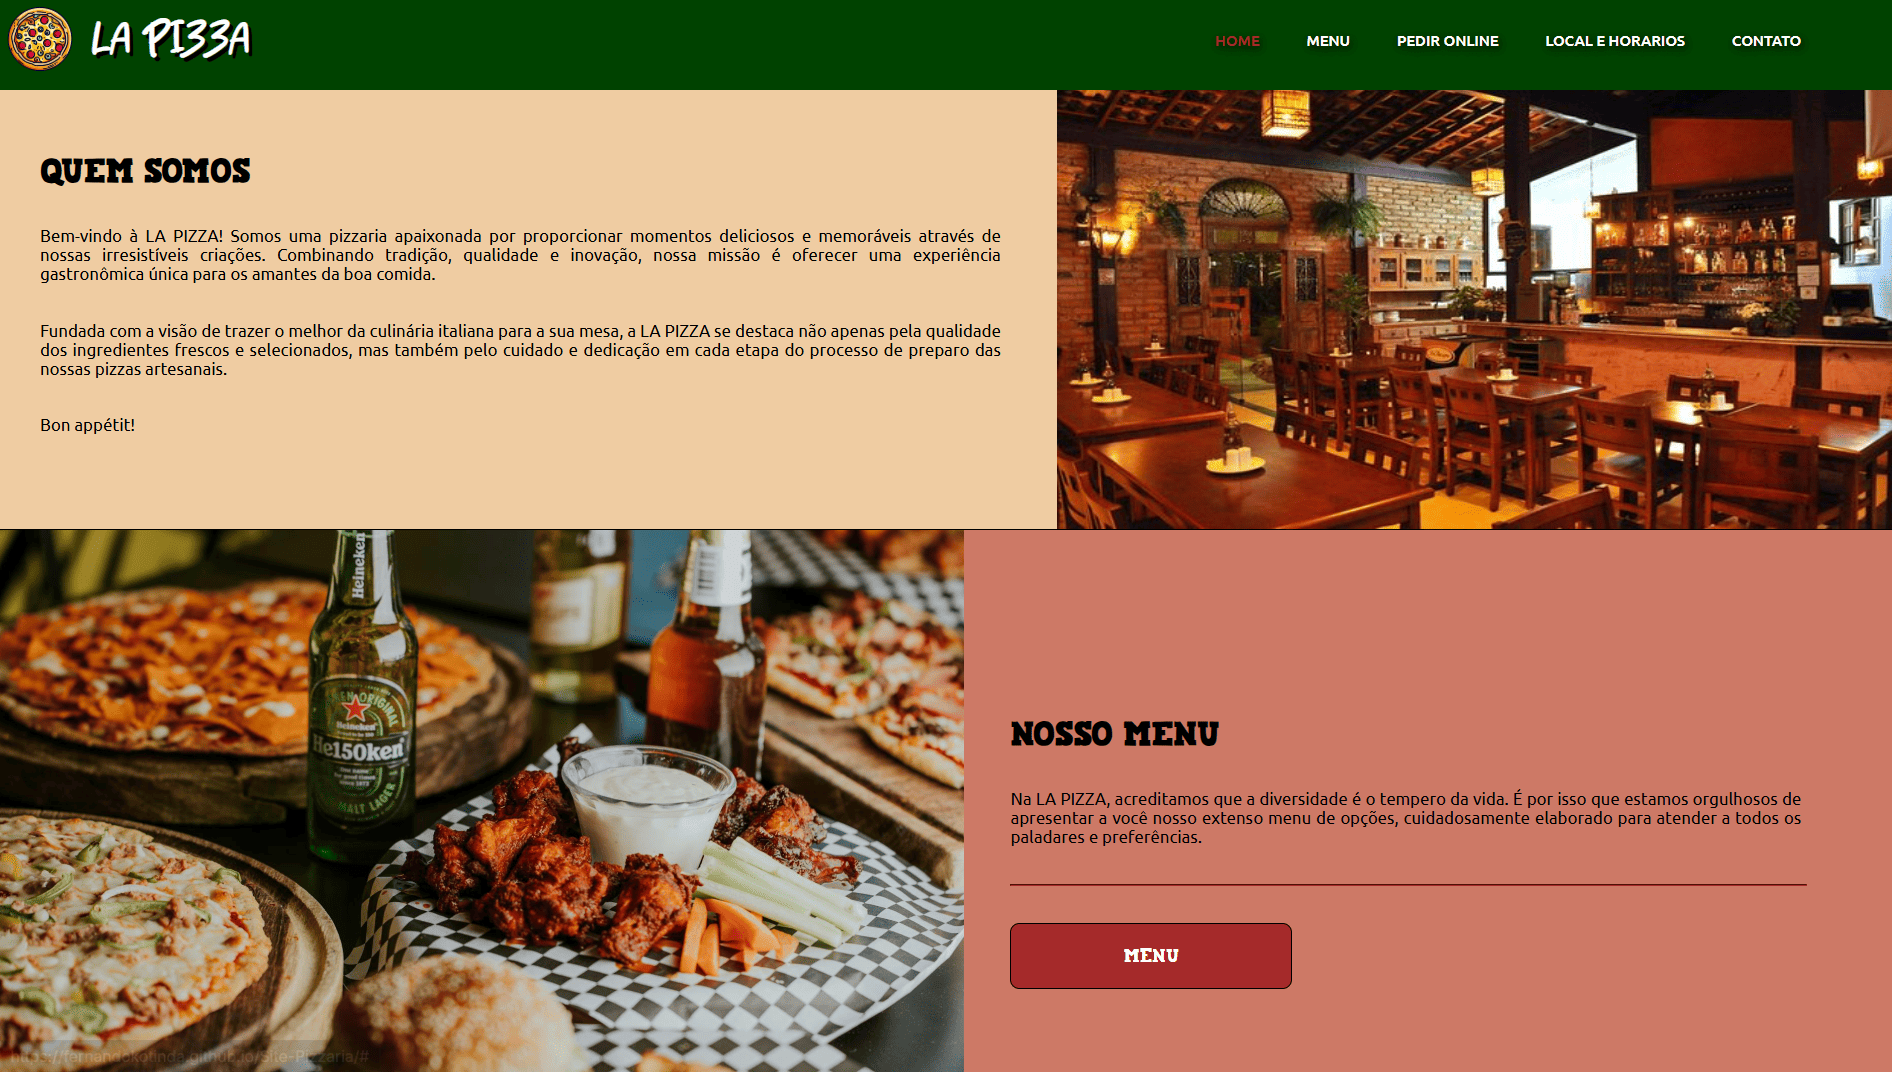 LA PIZZA
HOME MENU PEDIR ONLINE LOCAL E HORARIOS CONTATO
QUEM SOMOS
Bem-vindo à LA PIZZA! Somos uma pizzaria apaixonada por proporcionar momentos deliciosos e memoráveis através de
nossas irresistíveis criações. Combinando tradição, qualidade e inovação, nossa missão é oferecer uma experiência
gastronômica única para os amantes da boa comida.
Fundada com a visão de trazer o melhor da culinária italiana para a sua mesa, a LA PIZZA se destaca não apenas pela qualidade
dos ingredientes frescos e selecionados, mas também pelo cuidado e dedicação em cada etapa do processo de preparo das
nossas pizzas artesanais.
Bon appétit!
Heineken
ORIGINAL
Heineken
He150ken
MALT LAGER
NOSSO MENU
Na LA PIZZA, acreditamos que a diversidade é o tempero da vida. É por isso que estamos orgulhosos de
apresentar a você nosso extenso menu de opções, cuidadosamente elaborado para atender a todos os
paladares e preferências.
MENU
https://fernandokotinda.github.io/Site-Pizzaria/#